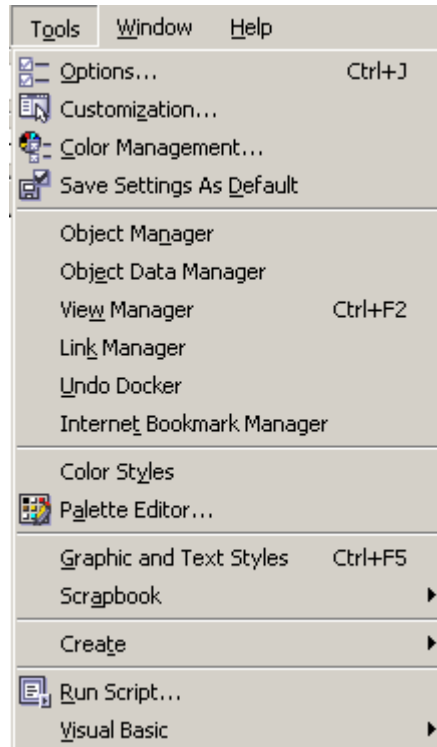 Tools Window Help
Options... Ctrl+J
Customization...
Color Management...
Save Settings As Default
Object Manager
Object Data Manager
View Manager Ctrl+F2
Link Manager
Undo Docker
Internet Bookmark Manager
Color Styles
Palette Editor...
Graphic and Text Styles Ctrl+F5
Scrapbook
Create
Run Script...
Visual Basic